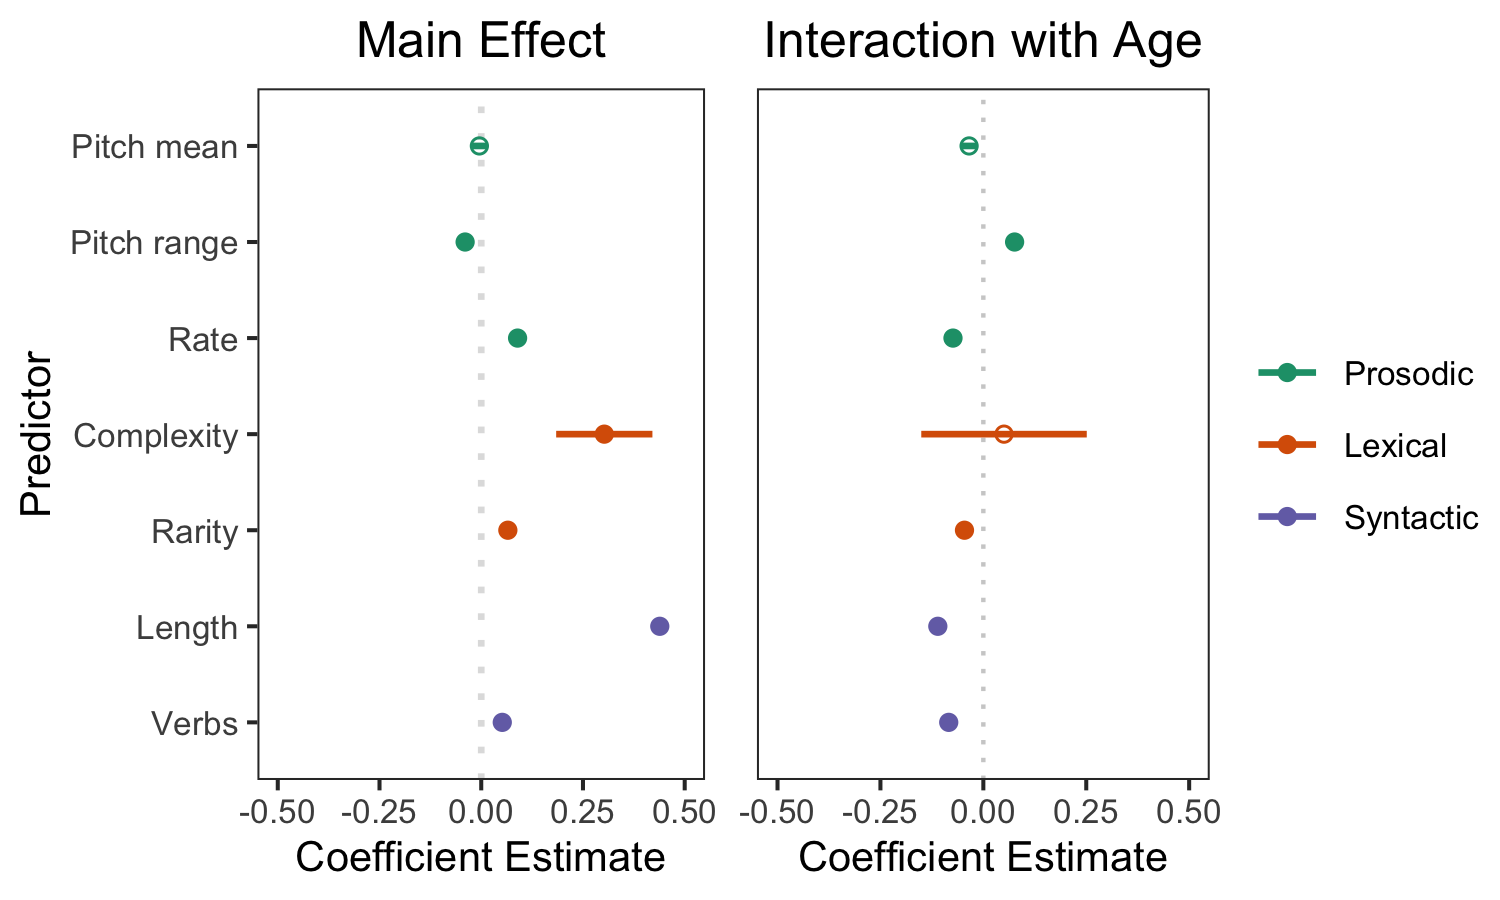 Main Effect
Interaction with Age
Predictor
Pitch mean
Pitch range
Rate
Complexity
Rarity
Length
Verbs
-0.50 -0.25 0.00 0.25 0.50
-0.50 -0.25 0.00 0.25 0.50
Coefficient Estimate
Coefficient Estimate
Prosodic
Lexical
Syntactic